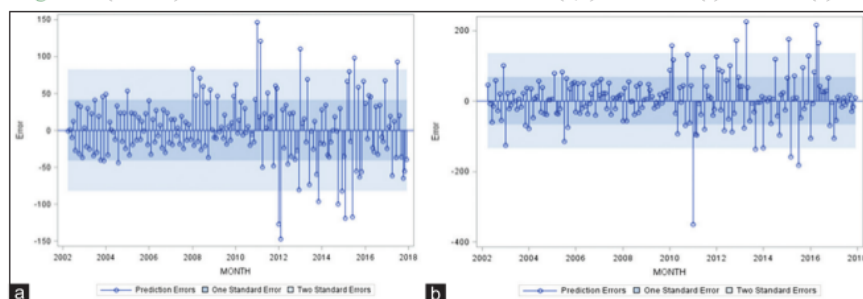 150
100
50
0
-50
-100
-150
Error
2002 2004 2006 2008 2010 2012 2014 2016 2018
MONTH
Prediction Errors One Standard Error Two Standard Errors
a
200
0
-200
-400
Error
2002 2004 2006 2008 2010 2012 2014 2016 2018
MONTH
Prediction Errors One Standard Error Two Standard Errors
b